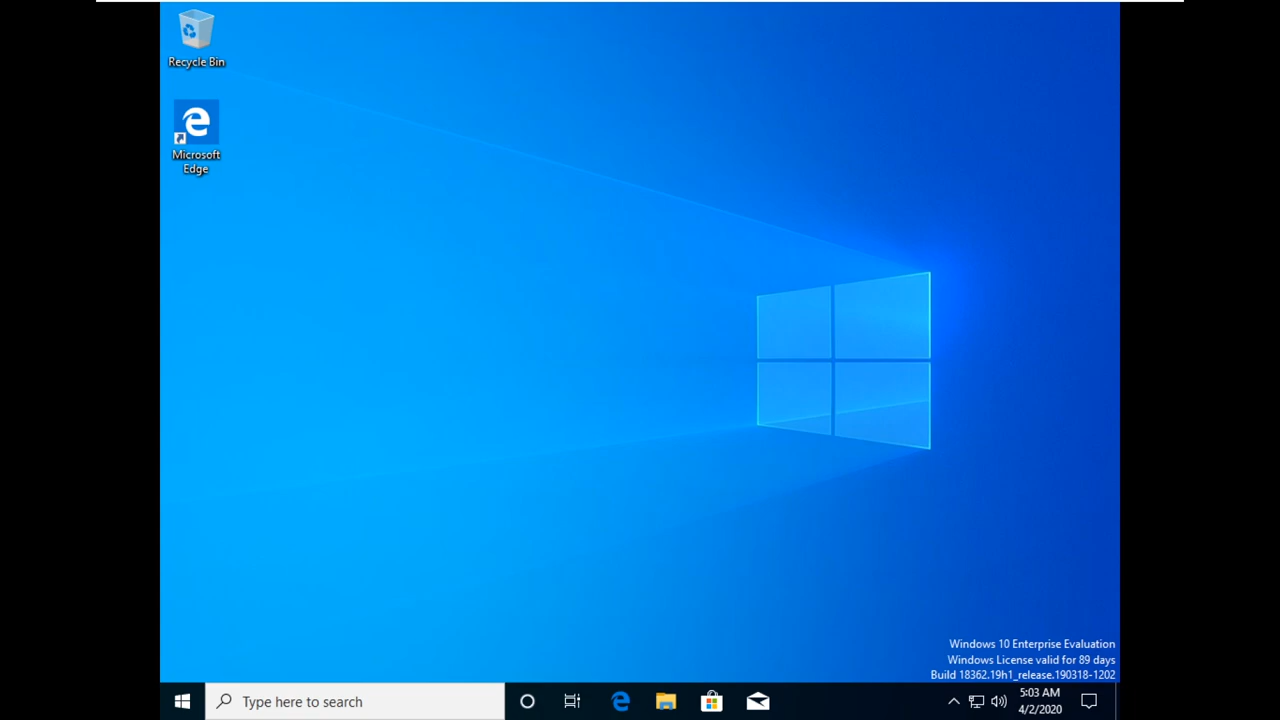 Recycle Bin
Microsoft
Edge
Windows 10 Enterprise Evaluation
Windows License valid for 89 days
Build 18362.19h1_release.190318-1202
Type here to search
5:03 AM
4/2/2020